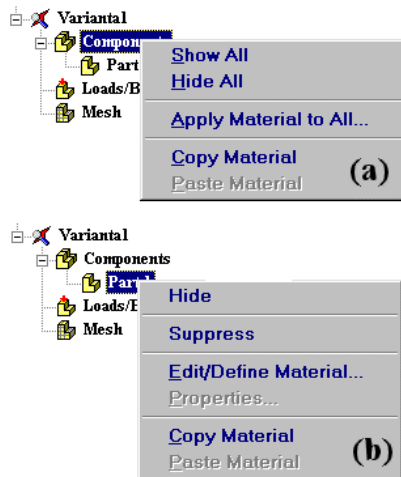 Variantal
Components
Show All
Part
Hide All
Loads/B
Mesh
Apply Material to All...
Copy Material
Paste Material
(a)
Variantal
Components
Part1
Hide
Loads/B
Mesh
Suppress
Edit/Define Material...
Properties...
Copy Material
Paste Material
(b)